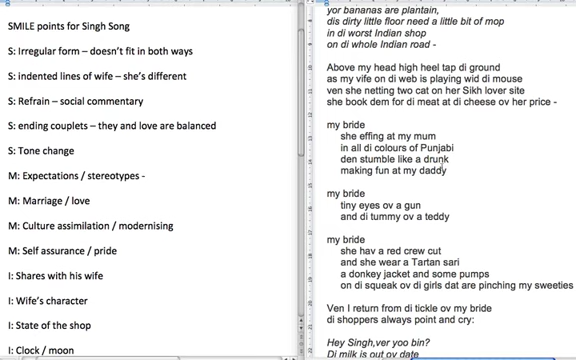 SMILE points for Singh Song
S: Irregular form – doesn't fit in both ways
S: indented lines of wife – she's different
S: Refrain – social commentary
S: ending couplets – they and love are balanced
S: Tone change
M: Expectations / stereotypes -
M: Marriage / love
M: Culture assimilation / modernising
M: Self assurance / pride
I: Shares with his wife
I: Wife's character
I: State of the shop
I: Clock / moon
yor bananas are plantain,
dis dirty little floor need a little bit of mop
in di worst Indian shop
on di whole Indian road -
Above my head high heel tap di ground
as my vife on di web is playing wid di mouse
ven she netting two cat on her Sikh lover site
she book dem for di meat at di cheese ov her price -
my bride
she effing at my mum
in all di colours of Punjabi
den stumble like a drunk
making fun at my daddy
my bride
tiny eyes ov a gun
and di tummy ov a teddy
my bride
she hav a red crew cut
and she wear a Tartan sari
a donkey jacket and some pumps
on di squeak ov di girls dat are pinching my sweeties
Ven I return from di tickle ov my bride
di shoppers always point and cry:
Hey Singh,ver yoo bin?
Di milk is out ov date